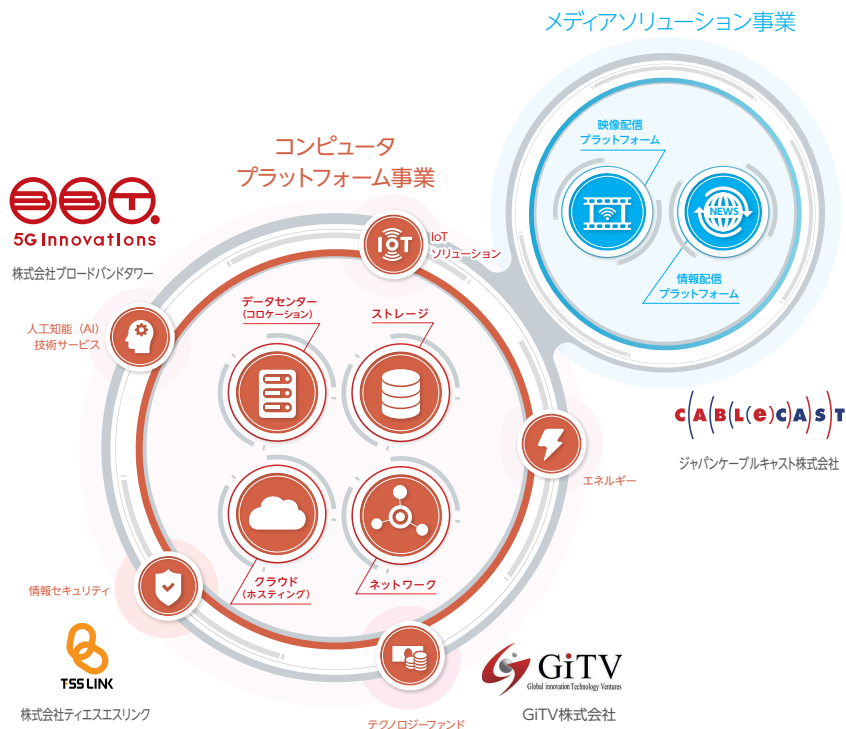 メディアソリューション事業
映像配信
プラットフォーム
NEWS
情報配信
プラットフォーム
コンピュータ
プラットフォーム事業
BBT.
5G Innovations
株式会社ブロードバンドタワー
IoT
IoT
ソリューション
人工知能（AI）
技術サービス
データセンター
（コロケーション）
ストレージ
C(A(B(L(e)C)A)S)T
ジャパンケーブルキャスト株式会社
エネルギー
クラウド
（ホスティング）
ネットワーク
情報セキュリティ
TSS LINK
株式会社ティエスエスリンク
テクノロジーファンド
GiTV
Global innovation Technology Ventures
GiTV株式会社